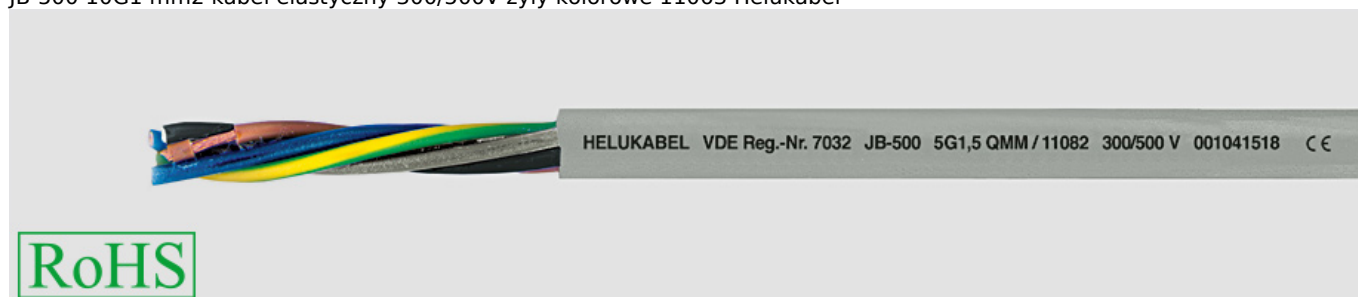 JB-500 10G1 mm2 kabel elastyczny 300/500V żyły kolorowe 11065 Helukabel
HELUKABEL VDE Reg.-Nr. 7032 JB-500 5G1,5 QMM / 11082 300/500 V 001041518 CE
RoHS